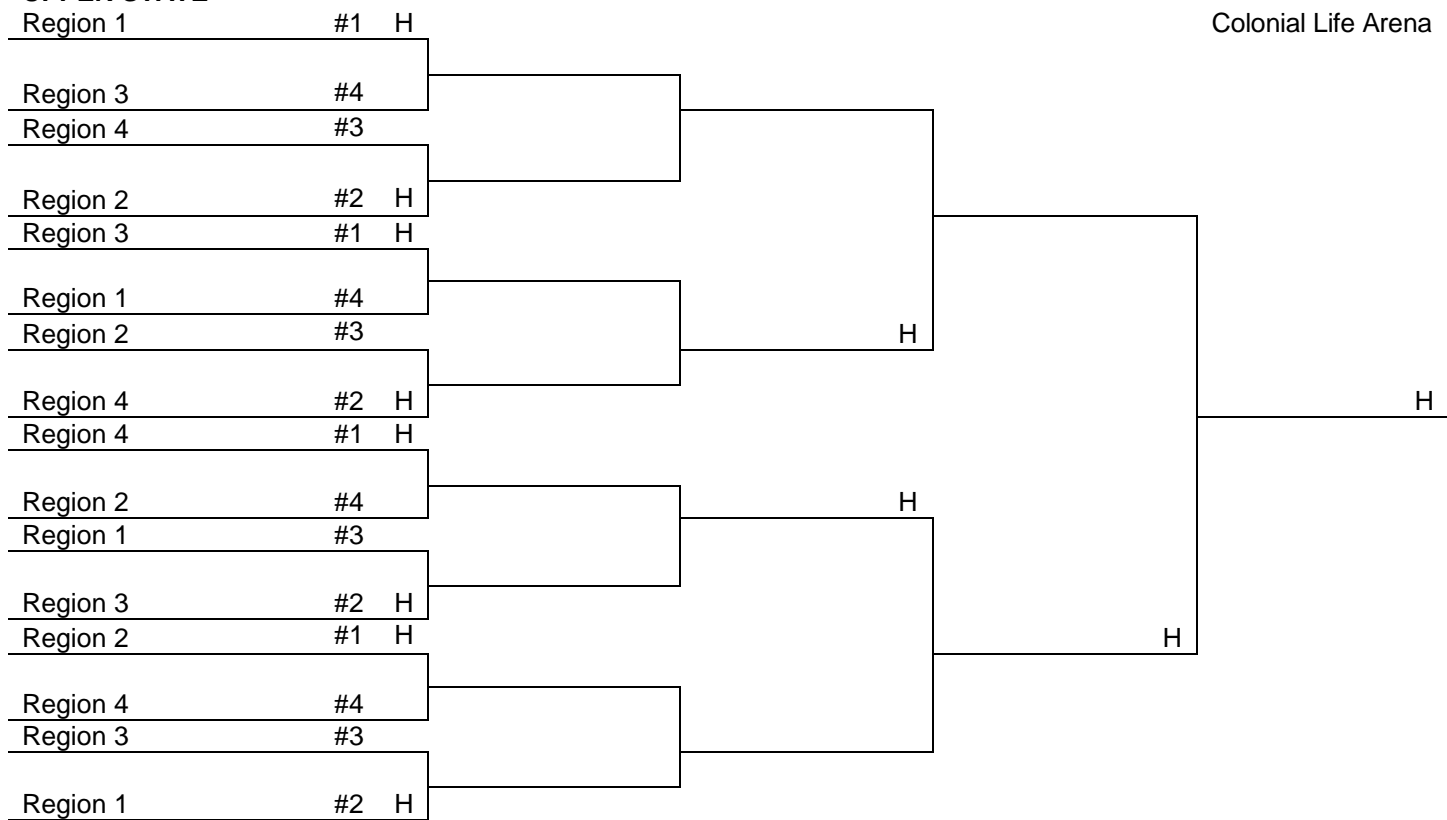 Region 1 #1 H Colonial Life Arena
Region 3 #4
Region 4 #3
Region 2 #2 H
Region 3 #1 H
Region 1 #4
Region 2 #3
H
Region 4 #2 H
H
Region 4 #1 H
Region 2 #4
H
Region 1 #3
Region 3 #2 H
Region 2 #1 H
H
Region 4 #4
Region 3 #3
Region 1 #2 H